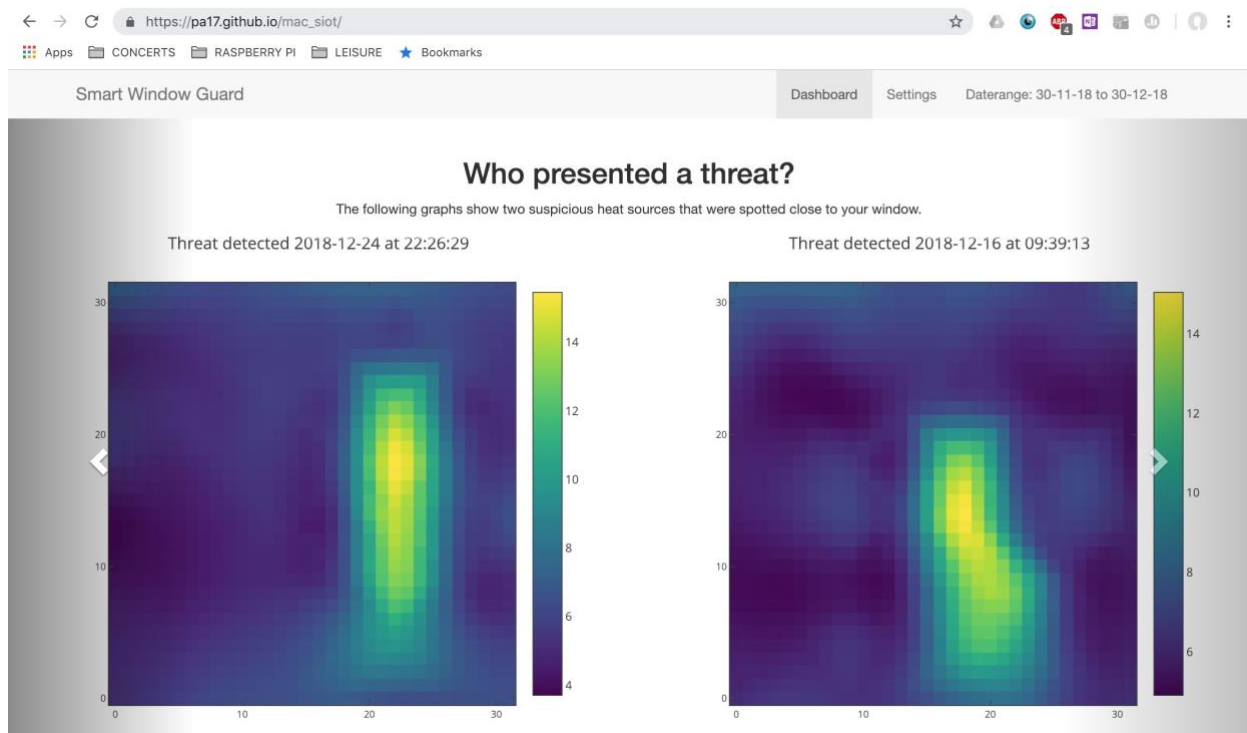 https://pa17.github.io/mac_siot/
ABP
4
N
Apps CONCERTS RASPBERRY PI LEISURE Bookmarks
Smart Window Guard Dashboard Settings Daterange: 30-11-18 to 30-12-18
Who presented a threat?
The following graphs show two suspicious heat sources that were spotted close to your window.
Threat detected 2018-12-24 at 22:26:29
30
20
10
0
0 10 20 30
14
12
10
8
6
4
Threat detected 2018-12-16 at 09:39:13
30
20
10
0
0 10 20 30
14
12
10
8
6